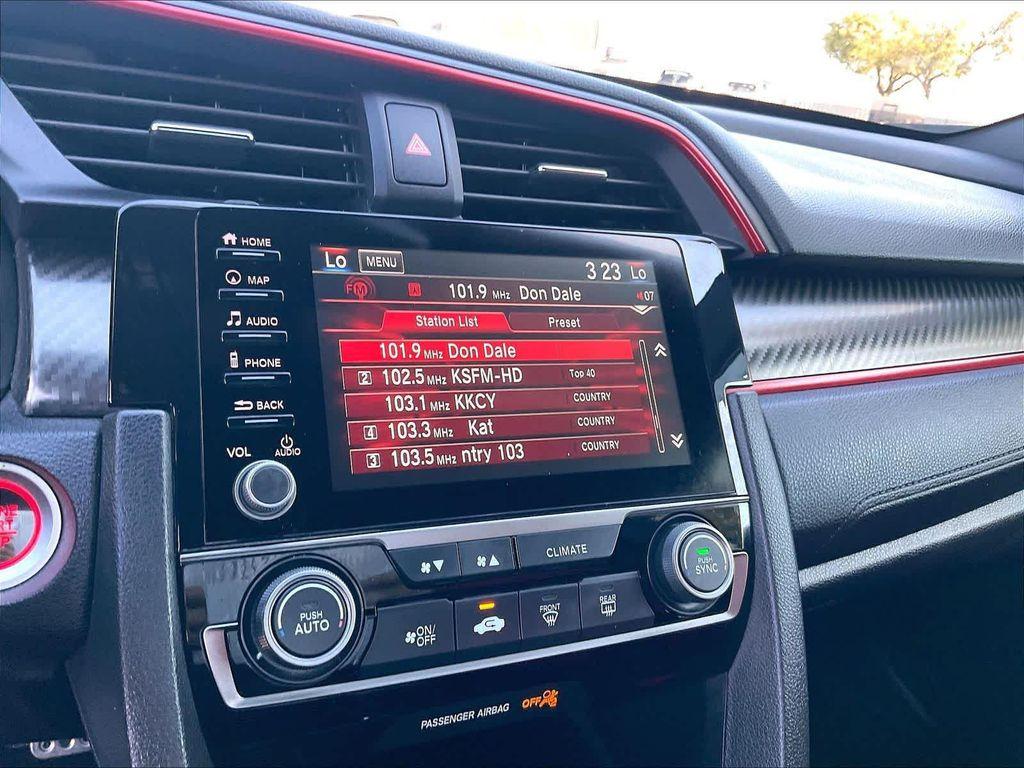 HOME
MAP
AUDIO
PHONE
BACK
VOL
AUDIO
Lo MENU 3 23 Lo
FM 101.9 MHz Don Dale 07
Station List Preset
101.9 MHz Don Dale
2 102.5 MHz KSFM-HD Top 40
103.1 MHz KKCY COUNTRY
4 103.3 MHz Kat COUNTRY
3 103.5 MHz ntry 103 COUNTRY
CLIMATE
PUSH
AUTO
ON/
OFF
FRONT
REAR
PUSH
SYNC
PASSENGER AIRBAG OFF